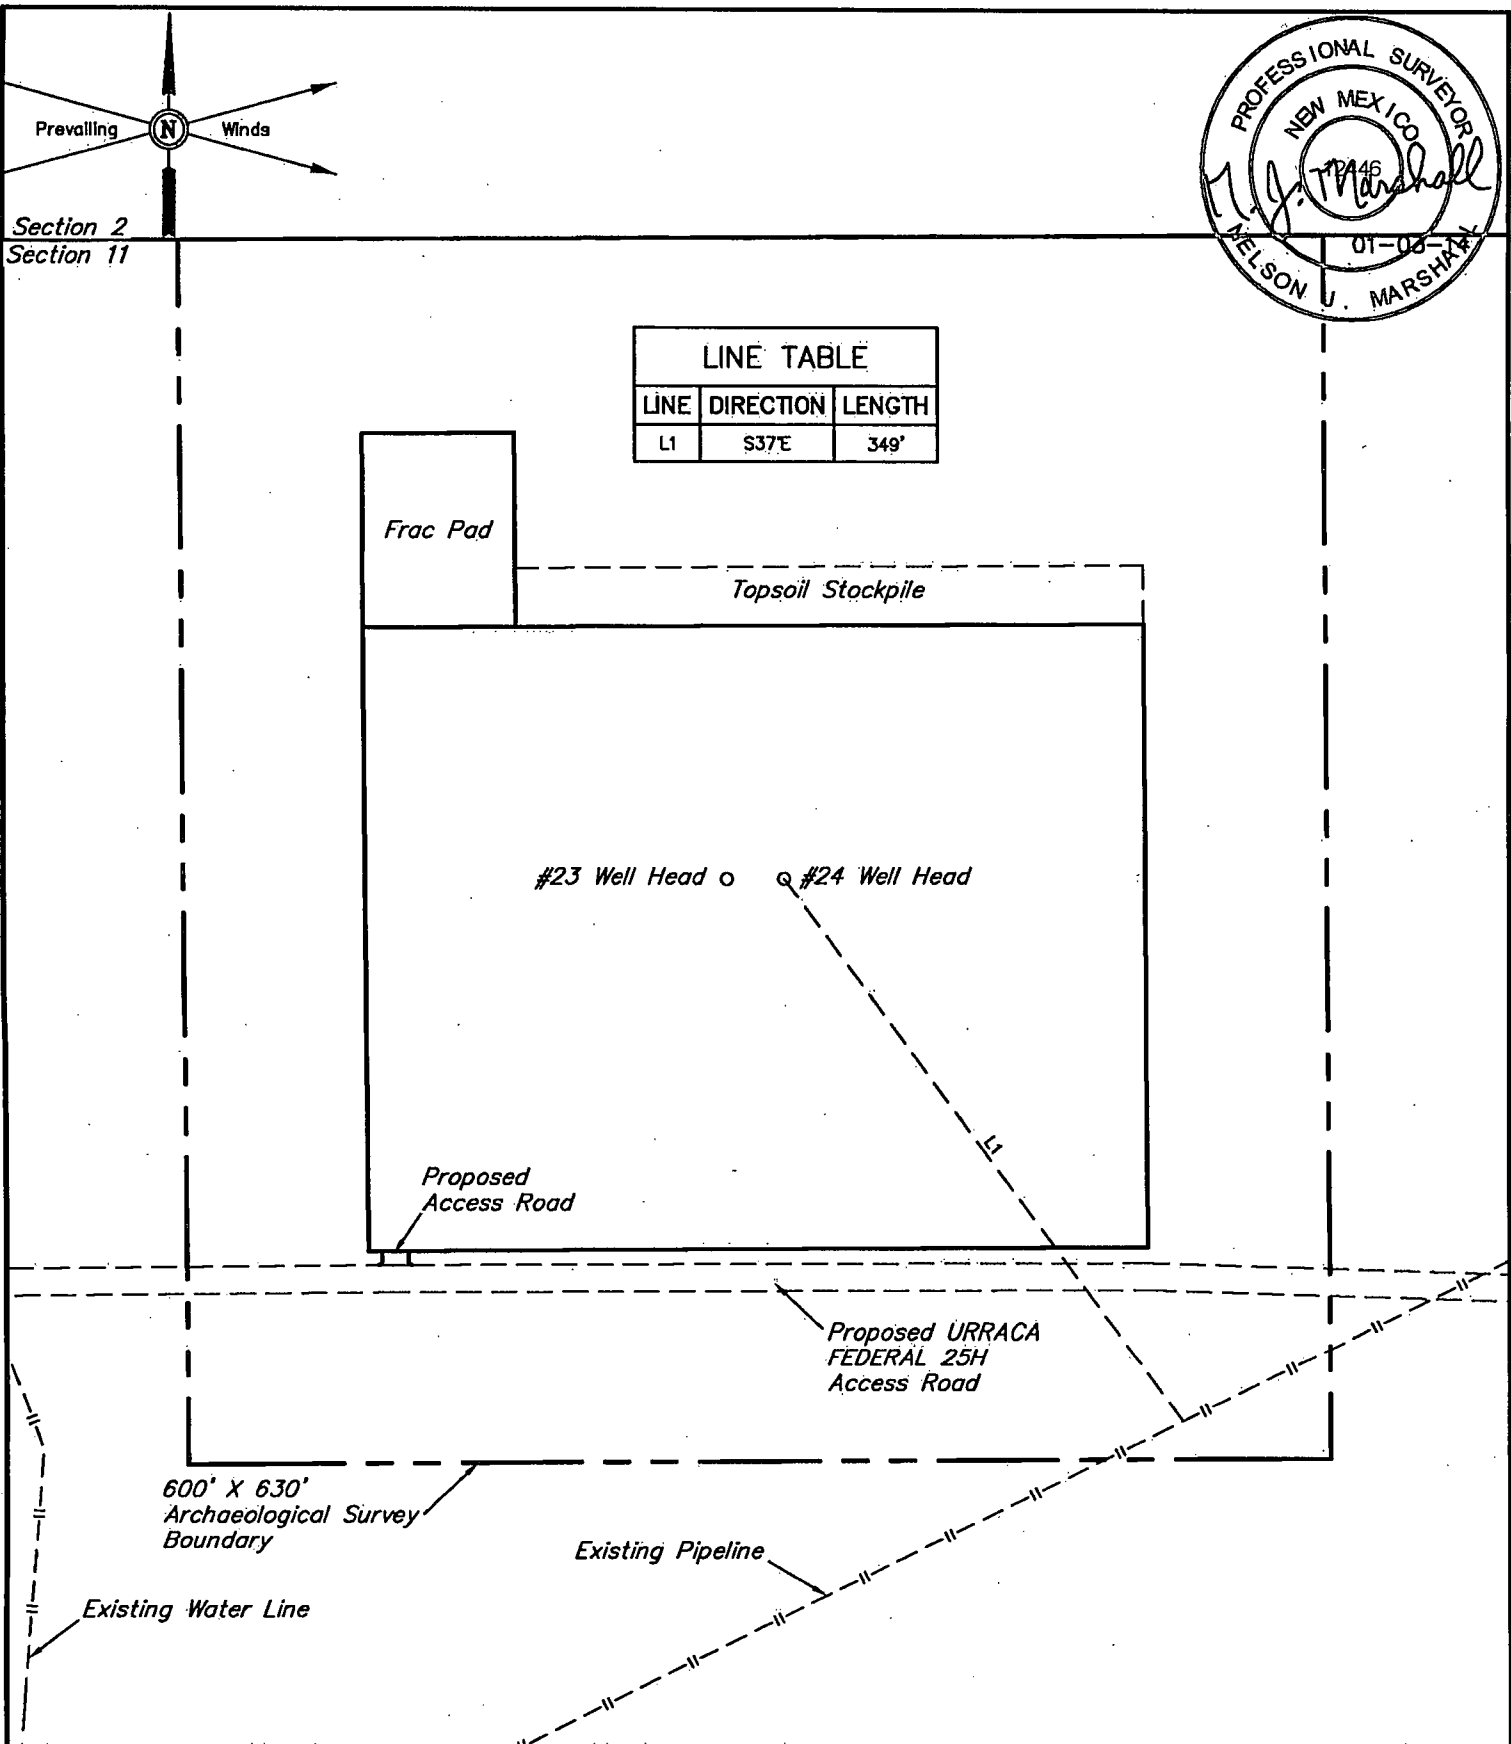 Prevailing N Winds
PROFESSIONAL SURVEYOR
NEW MEXICO
12446
N. J. Marshall
NELSON J. MARSHALL
Section 2
Section 11
LINE TABLE
LINE DIRECTION LENGTH
L1 S37°E 349'
Frac Pad
Topsoil Stockpile
#23 Well Head
#24 Well Head
L1
Proposed
Access Road
Proposed URRACA
FEDERAL 25H
Access Road
600' X 630'
Archaeological Survey
Boundary
Existing Pipeline
Existing Water Line